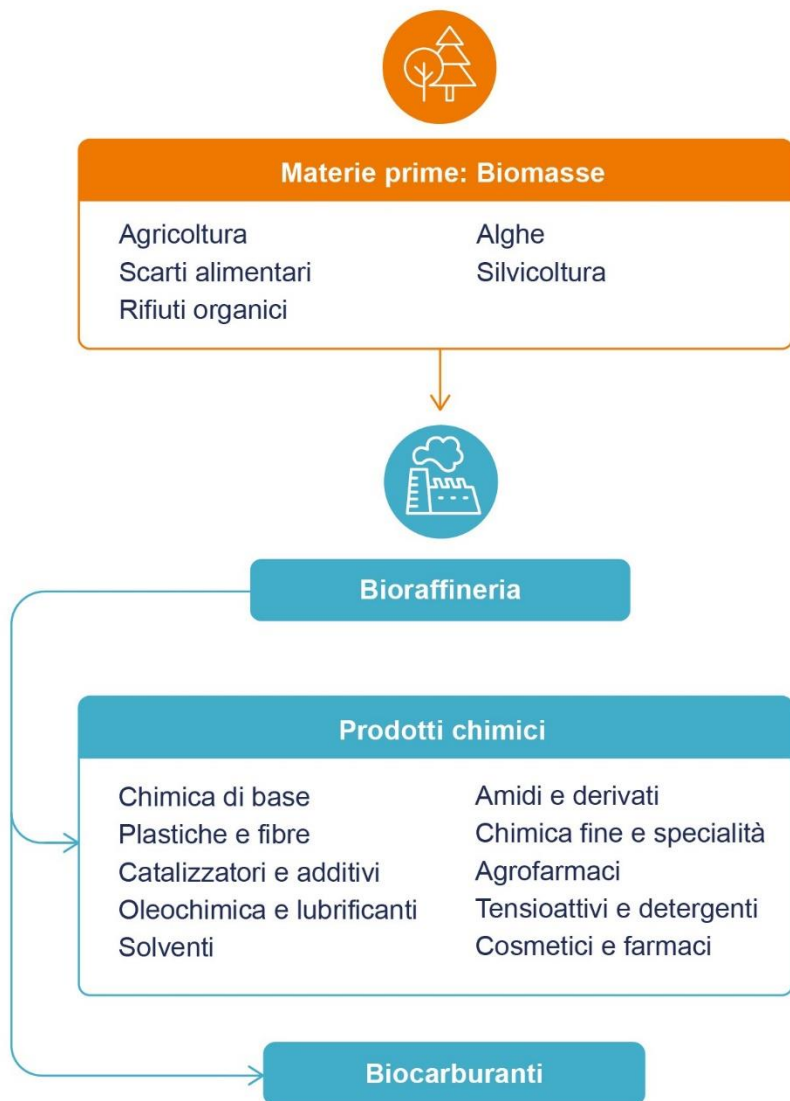 Materie prime: Biomasse
Agricoltura
Scarti alimentari
Rifiuti organici
Alghe
Silvicoltura
Bioraffineria
Prodotti chimici
Chimica di base
Plastiche e fibre
Catalizzatori e additivi
Oleochimica e lubrificanti
Solventi
Amidi e derivati
Chimica fine e specialità
Agrofarmaci
Tensioattivi e detergenti
Cosmetici e farmaci
Biocarburanti